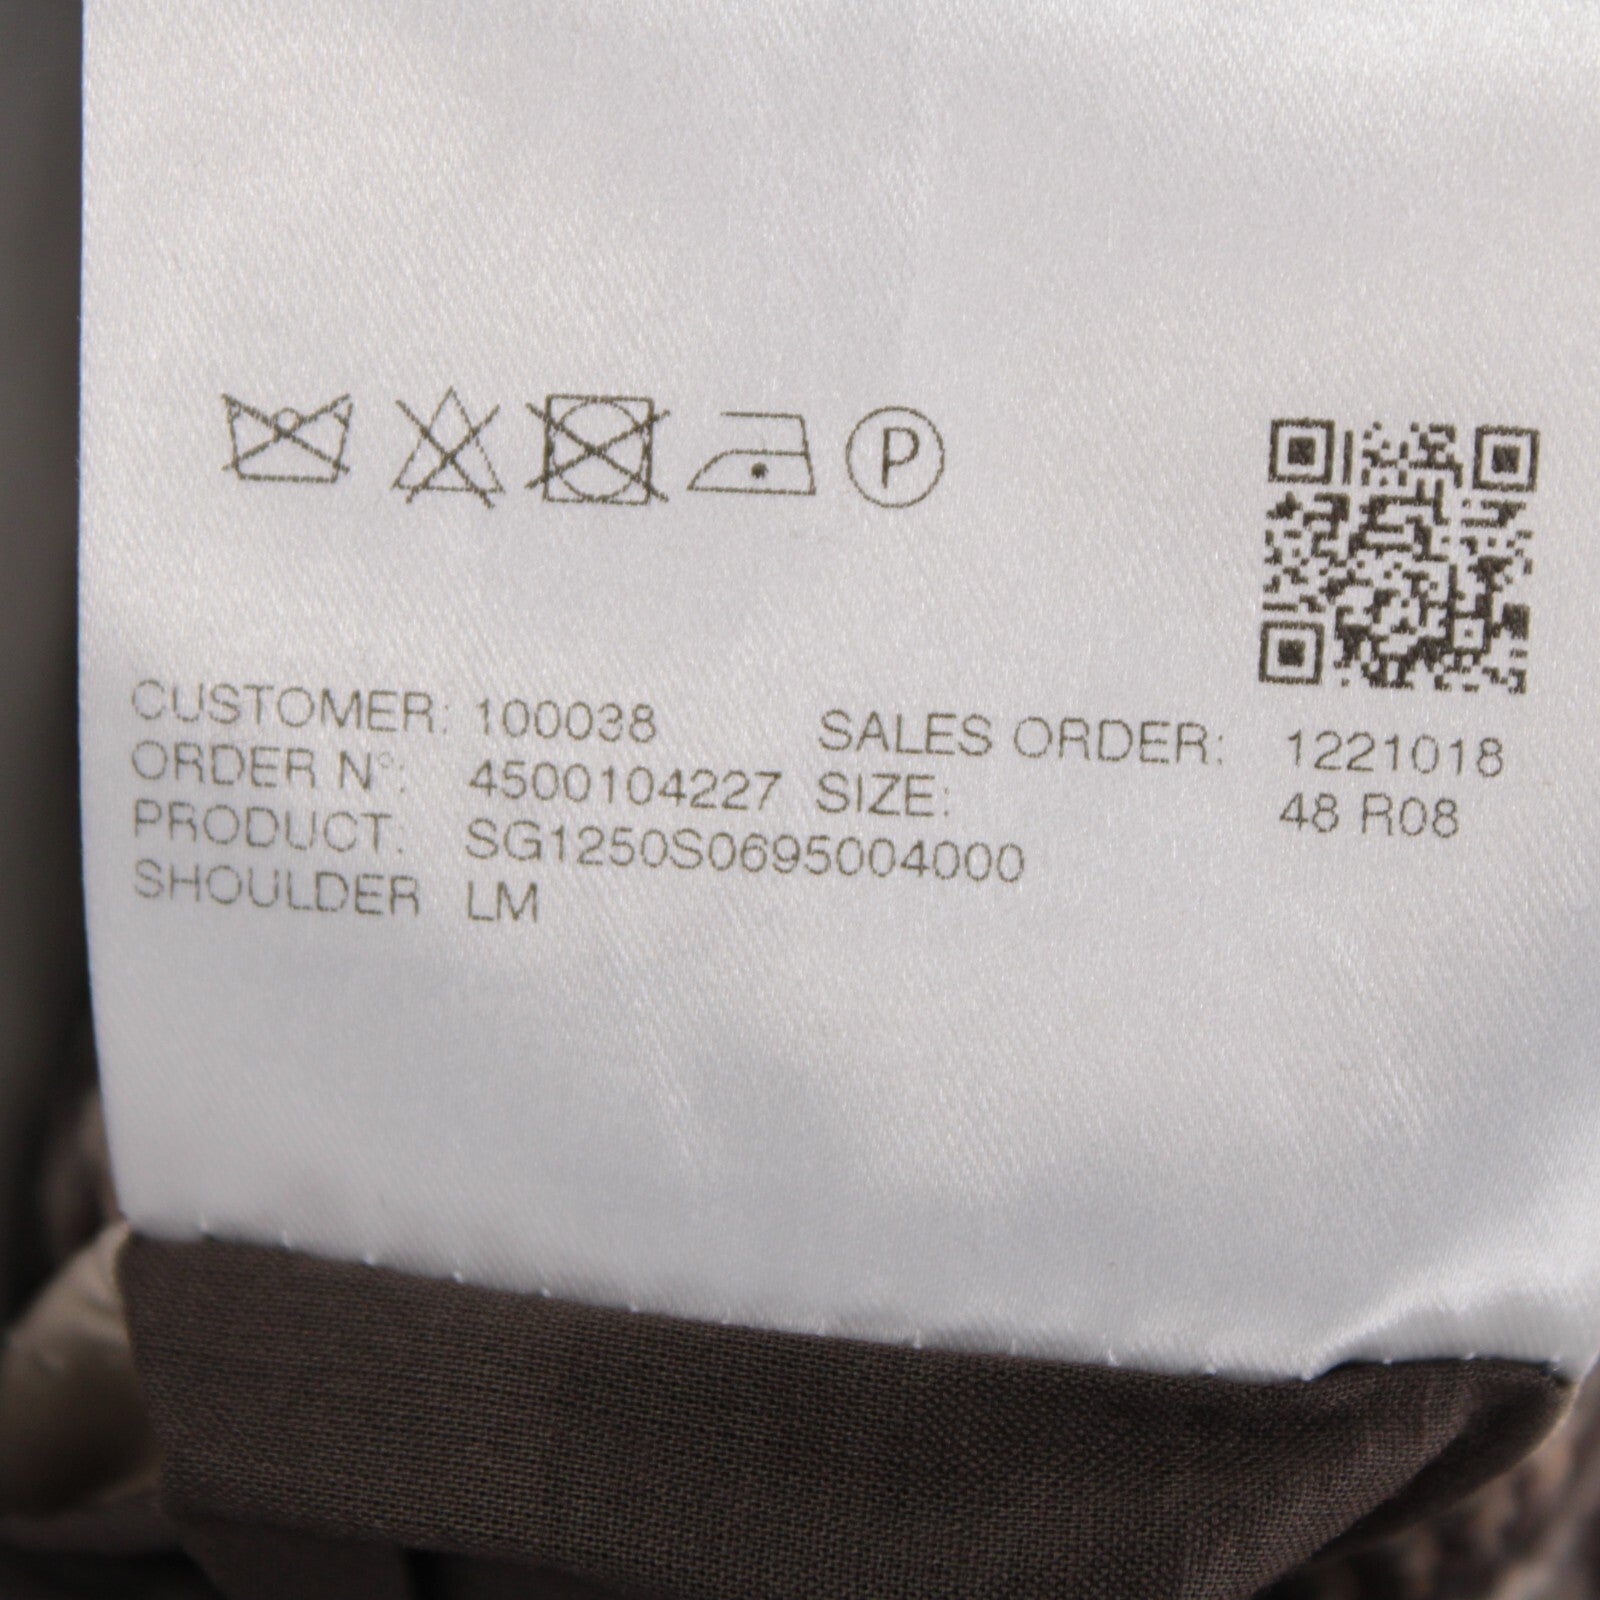 P
CUSTOMER: 100038 SALES ORDER: 1221018
ORDER N°: 4500104227 SIZE: 48 R08
PRODUCT: SG1250S0695004000
SHOULDER LM